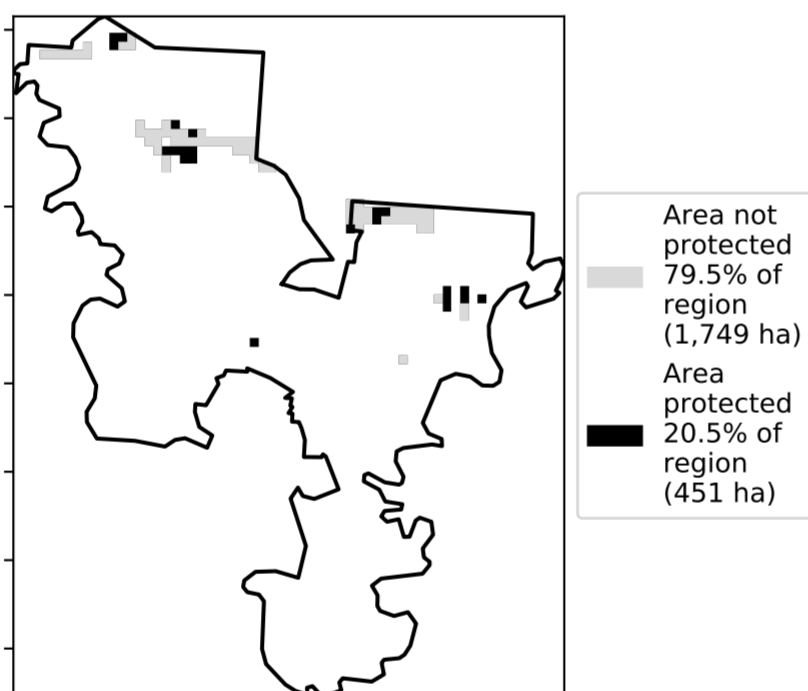 Area not
protected
79.5% of
region
(1,749 ha)
Area
protected
20.5% of
region
(451 ha)